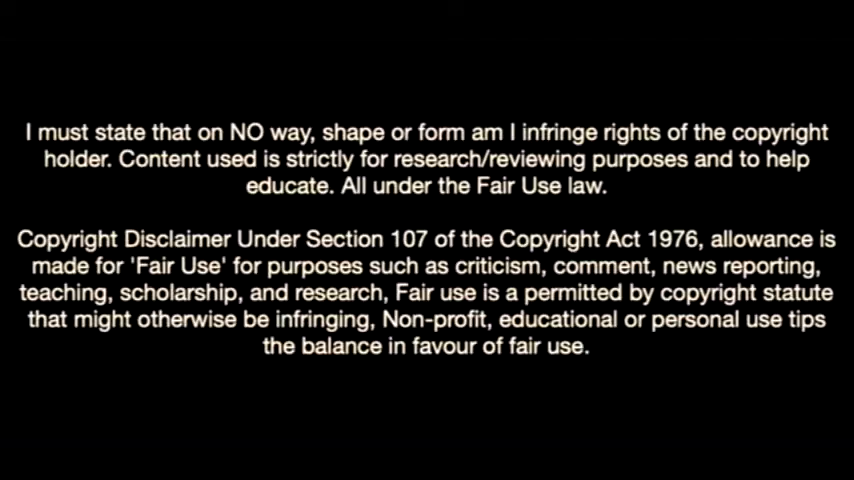 I must state that on NO way, shape or form am I infringe rights of the copyright
holder. Content used is strictly for research/reviewing purposes and to help
educate. All under the Fair Use law.
Copyright Disclaimer Under Section 107 of the Copyright Act 1976, allowance is
made for 'Fair Use' for purposes such as criticism, comment, news reporting,
teaching, scholarship, and research, Fair use is a permitted by copyright statute
that might otherwise be infringing, Non-profit, educational or personal use tips
the balance in favour of fair use.